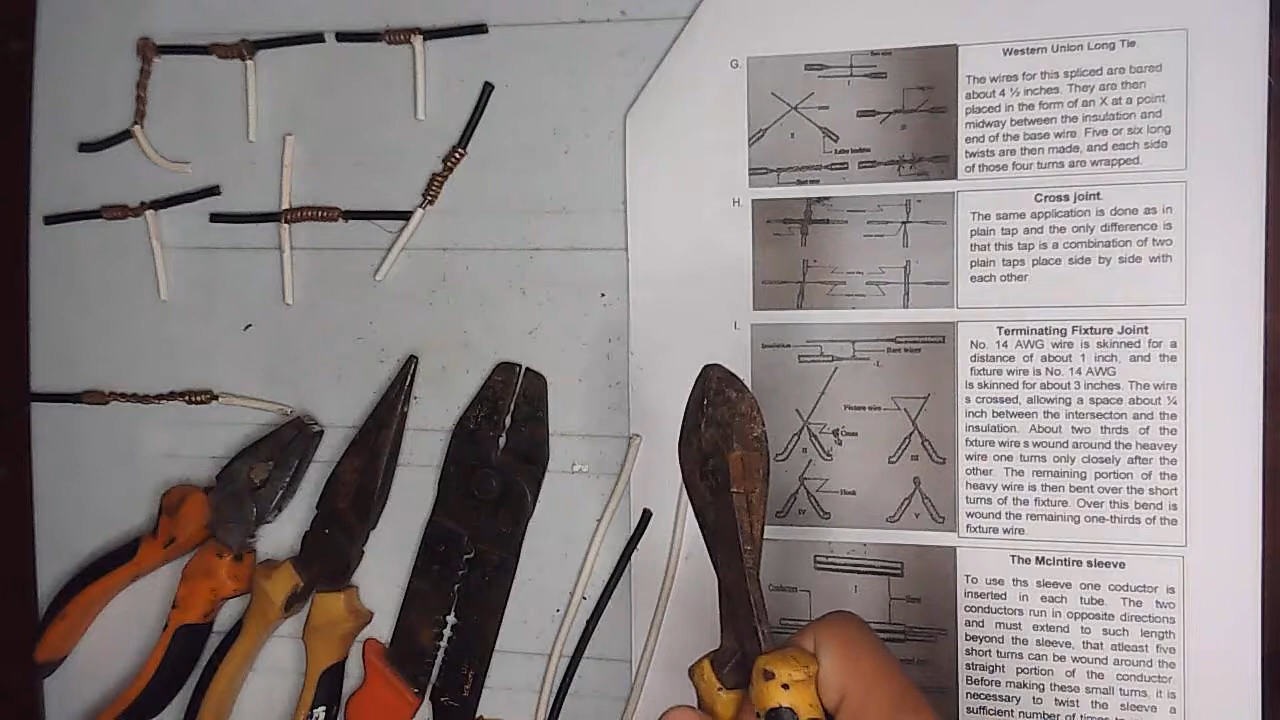 G.
Western Union Long Tie.
The wires for this spliced are bared
about 4 ½ inches. They are then
placed in the form of an X at a point
midway between the insulation and
end of the base wire. Five or six long
twists are then made, and each side
of those four turns are wrapped.
H.
Cross joint.
The same application is done as in
plain tap and the only difference is
that this tap is a combination of two
plain taps place side by side with
each other
I.
Insulation
Bare wires
Fixture wire
Cross
Hook
I
II
III
IV
V
Terminating Fixture Joint
No. 14 AWG wire is skinned for a
distance of about 1 inch, and the
fixture wire is No. 14 AWG
Is skinned for about 3 inches. The wire
s crossed, allowing a space about ¼
inch between the intersecton and the
insulation. About two thrds of the
fxture wire s wound around the heavey
wire one turns only closely after the
other. The remaining portion of the
heavy wire is then bent over the short
turns of the fixture. Over this bend is
wound the remaining one-thirds of the
fixture wire.
Conductors
I
The McIntire sleeve
To use ths sleeve one coductor is
inserted in each tube. The two
conductors run in opposite directions
and must extend to such length
beyond the sleeve, that atleast five
short turns can be wound around the
straight portion of the conductor.
Before making these small turns, it is
necessary to twist the sleeve a
sufficient number of times